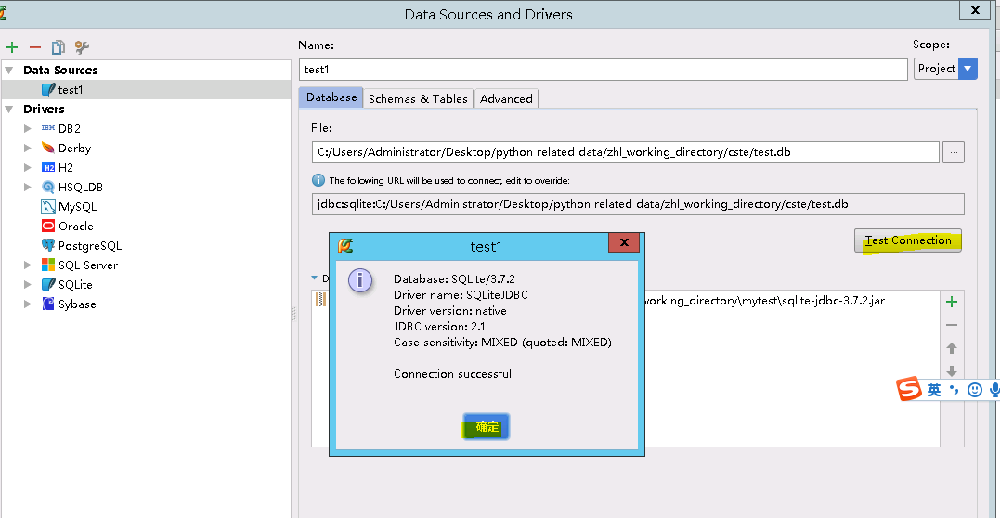 Data Sources and Drivers
X
Name:
Scope:
test1
Project
Data Sources
test1
Drivers
IBM DB2
Derby
H2 H2
HSQLDB
MySQL
Oracle
PostgreSQL
SQL Server
SQLite
Sybase
Database
Schemas & Tables
Advanced
File:
C:/Users/Administrator/Desktop/python related data/zhl_working_directory/cste/test.db
...
The following URL will be used to connect, edit to override:
jdbc:sqlite:C:/Users/Administrator/Desktop/python related data/zhl_working_directory/cste/test.db
Test Connection
D
working_directory\mytest\sqlite-jdbc-3.7.2.jar
test1
X
Database: SQLite/3.7.2
Driver name: SQLiteJDBC
Driver version: native
JDBC version: 2.1
Case sensitivity: MIXED (quoted: MIXED)
Connection successful
确定
S 英